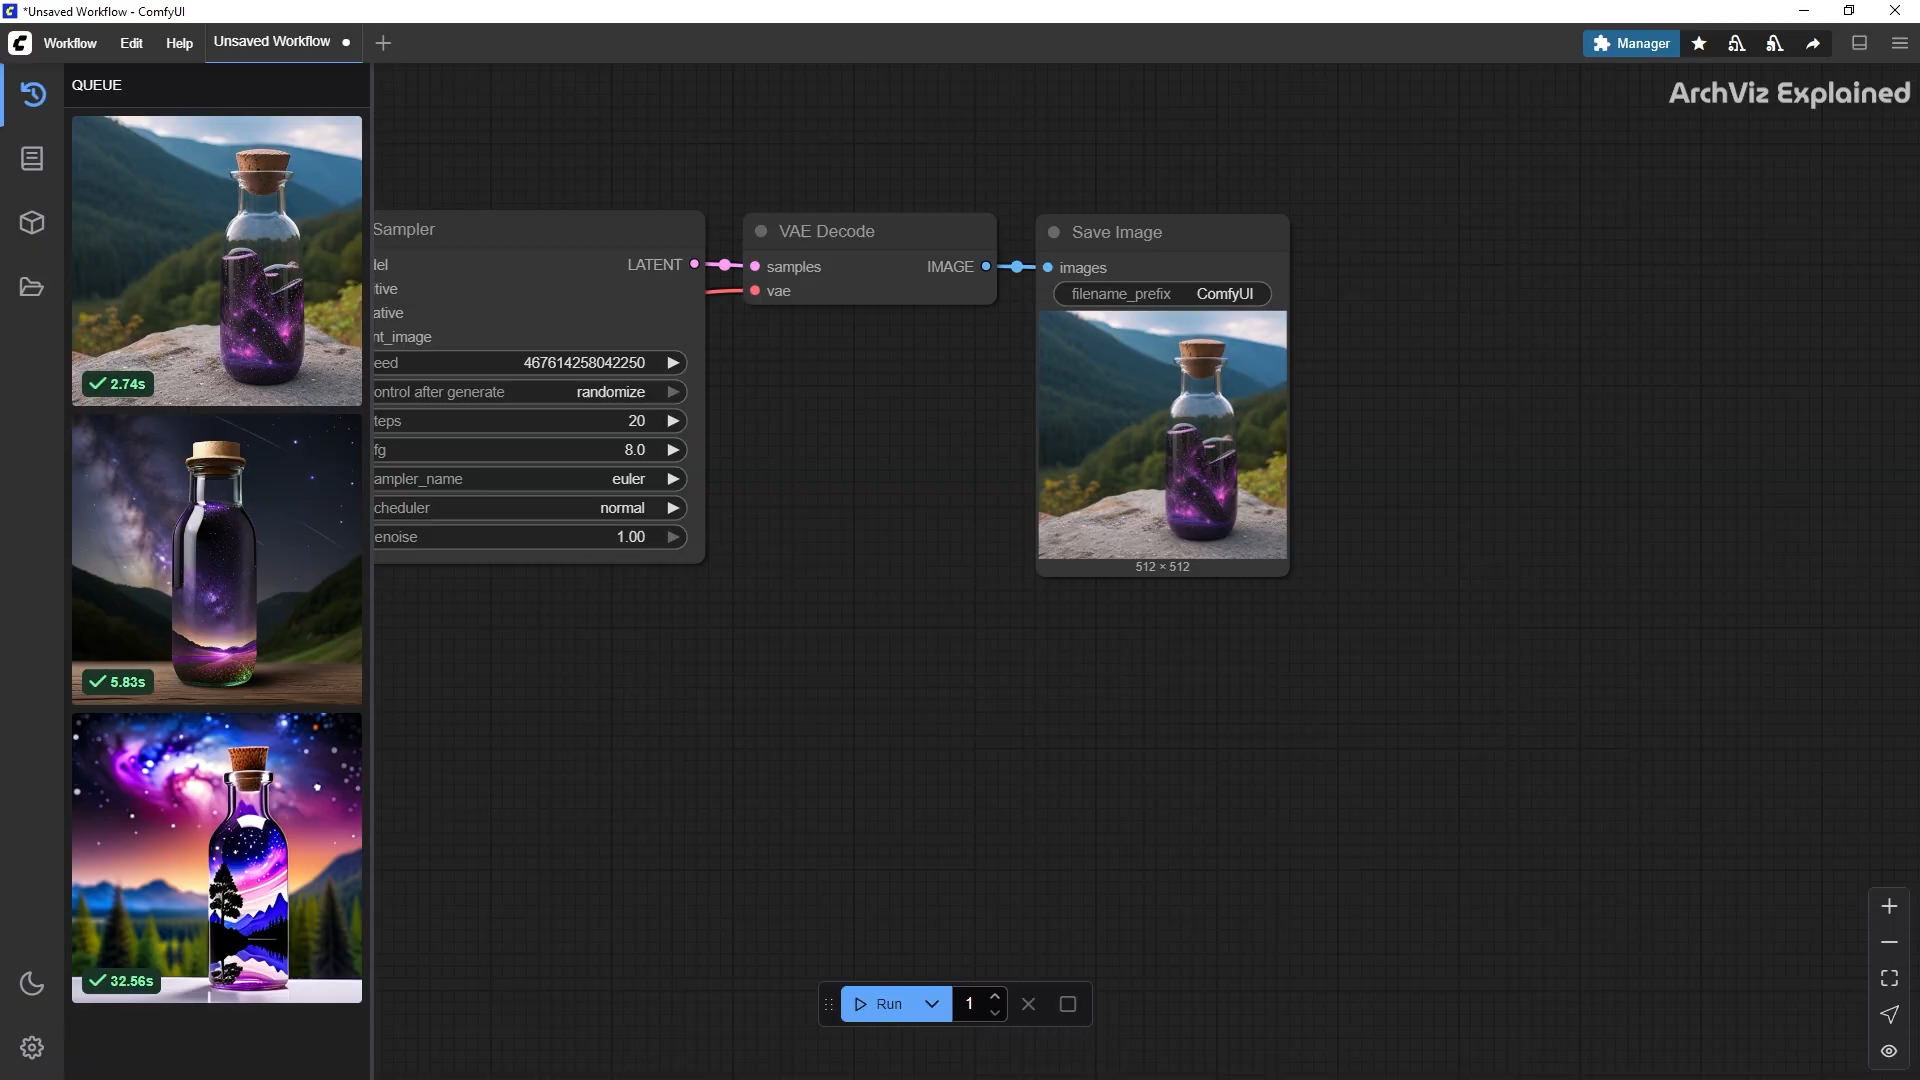 *Unsaved Workflow - ComfyUI
Workflow
Edit
Help
Unsaved Workflow
Manager
QUEUE
ArchViz Explained
2.74s
5.83s
32.56s
Sampler
del
tive
ative
nt_image
LATENT
eed 467614258042250
ontrol after generate randomize
teps 20
fg 8.0
ampler_name euler
cheduler normal
enoise 1.00
VAE Decode
samples
IMAGE
vae
Save Image
images
filename_prefix ComfyUI
512 × 512
Run
1